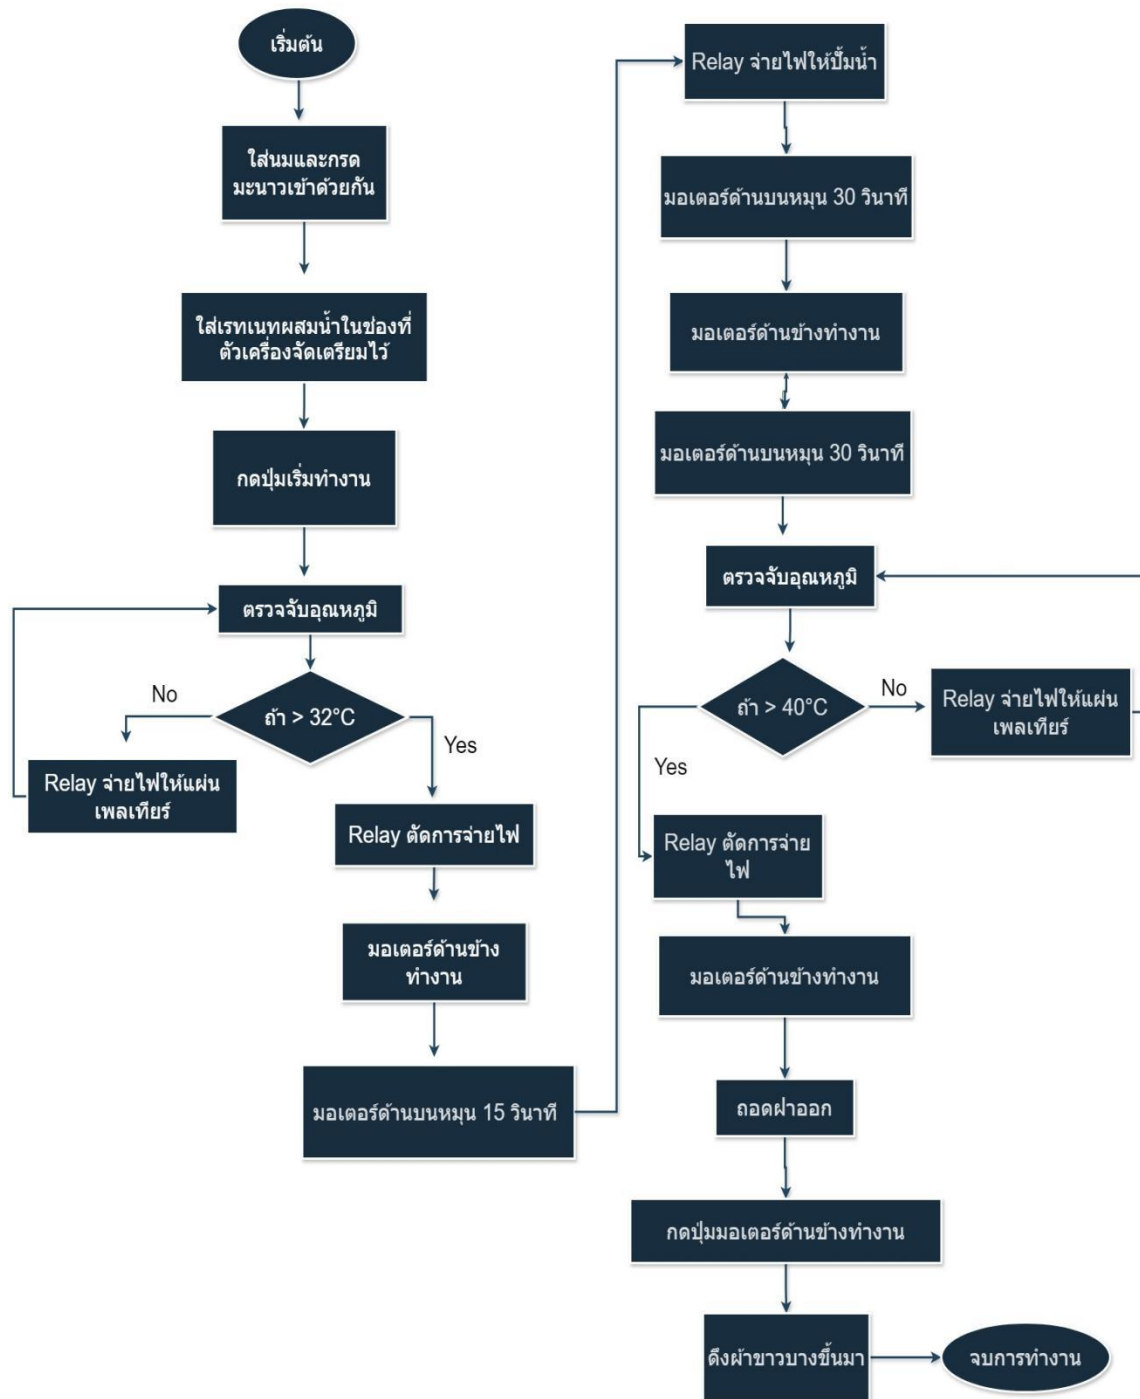 เริ่มต้น
ใส่นมและกรด
มะนาวเข้าด้วยกัน
ใส่เรทเนทผสมน้ำในช่องที่
ตัวเครื่องจัดเตรียมไว้
กดปุ่มเริ่มทำงาน
ตรวจจับอุณหภูมิ
ถ้า > 32°C
No
Relay จ่ายไฟให้แผ่น
เพลเทียร์
Yes
Relay ตัดการจ่ายไฟ
มอเตอร์ด้านข้าง
ทำงาน
มอเตอร์ด้านบนหมุน 15 วินาที
Relay จ่ายไฟให้ปั๊มน้ำ
มอเตอร์ด้านบนหมุน 30 วินาที
มอเตอร์ด้านข้างทำงาน
มอเตอร์ด้านบนหมุน 30 วินาที
ตรวจจับอุณหภูมิ
ถ้า > 40°C
No
Relay จ่ายไฟให้แผ่น
เพลเทียร์
Yes
Relay ตัดการจ่าย
ไฟ
มอเตอร์ด้านข้างทำงาน
ถอดฝาออก
กดปุ่มมอเตอร์ด้านข้างทำงาน
ดึงผ้าขาวบางขึ้นมา
จบการทำงาน